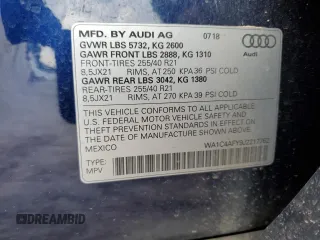 MFD. BY AUDI AG 07/18
GVWR LBS 5732, KG 2600
GAWR FRONT LBS 2888, KG 1310
Audi
FRONT-TIRES 255/40 R21
8,5JX21 RIMS, AT 250 KPA 36 PSI COLD
GAWR REAR LBS 3042, KG 1380
REAR-TIRES 255/40 R21
8,5JX21 RIMS, AT 270 KPA 39 PSI COLD
THIS VEHICLE CONFORMS TO ALL APPLICABLE
U.S. FEDERAL MOTOR VEHICLE SAFETY
STANDARDS IN EFFECT ON THE
DATE OF MANUFACTURE SHOWN ABOVE
MEXICO
TYPE:
MPV
DREAMBID